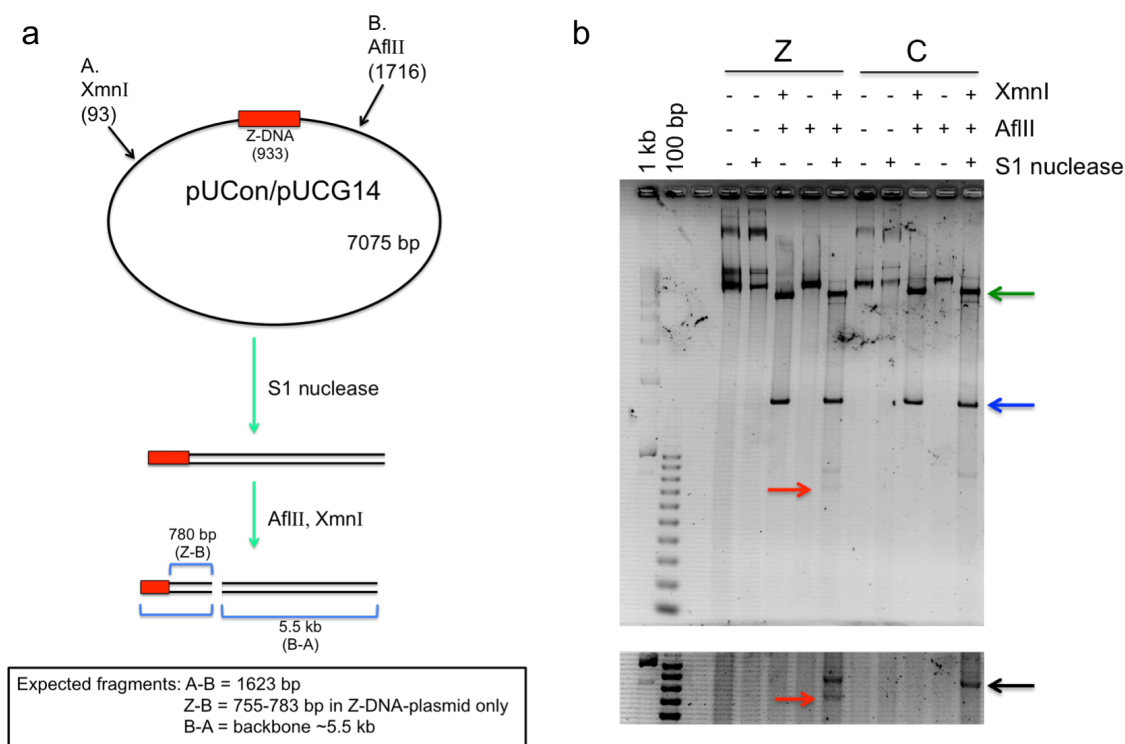 a
A.
XmnI
(93)
B.
AflII
(1716)
Z-DNA
(933)
pUCon/pUCG14
7075 bp
S1 nuclease
AflII, XmnI
780 bp
(Z-B)
5.5 kb
(B-A)
Expected fragments: A-B = 1623 bp
Z-B = 755-783 bp in Z-DNA-plasmid only
B-A = backbone ~5.5 kb
b
Z C
- - + - + - - + - + XmnI
- - + + + - - + + + AflII
- + - - + - + - - + S1 nuclease
1 kb
100 bp